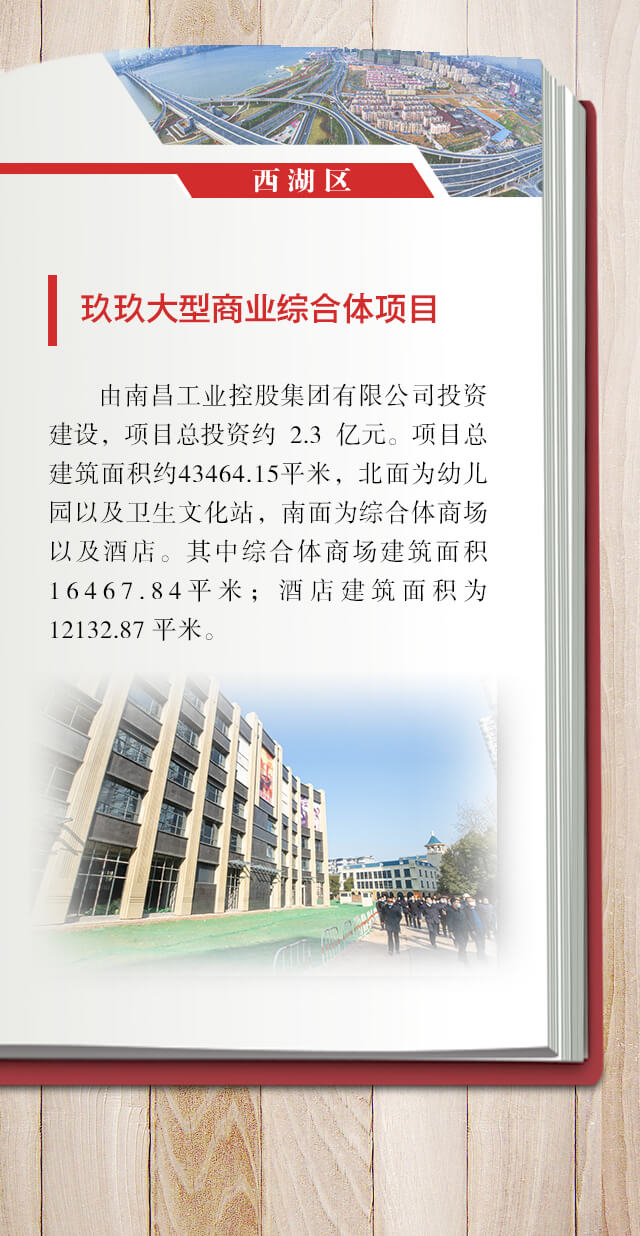 西湖区
玖玖大型商业综合体项目
由南昌工业控股集团有限公司投资
建设，项目总投资约 2.3 亿元。项目总
建筑面积约43464.15平米，北面为幼儿
园以及卫生文化站，南面为综合体商场
以及酒店。其中综合体商场建筑面积
16467.84平米；酒店建筑面积为
12132.87 平米。